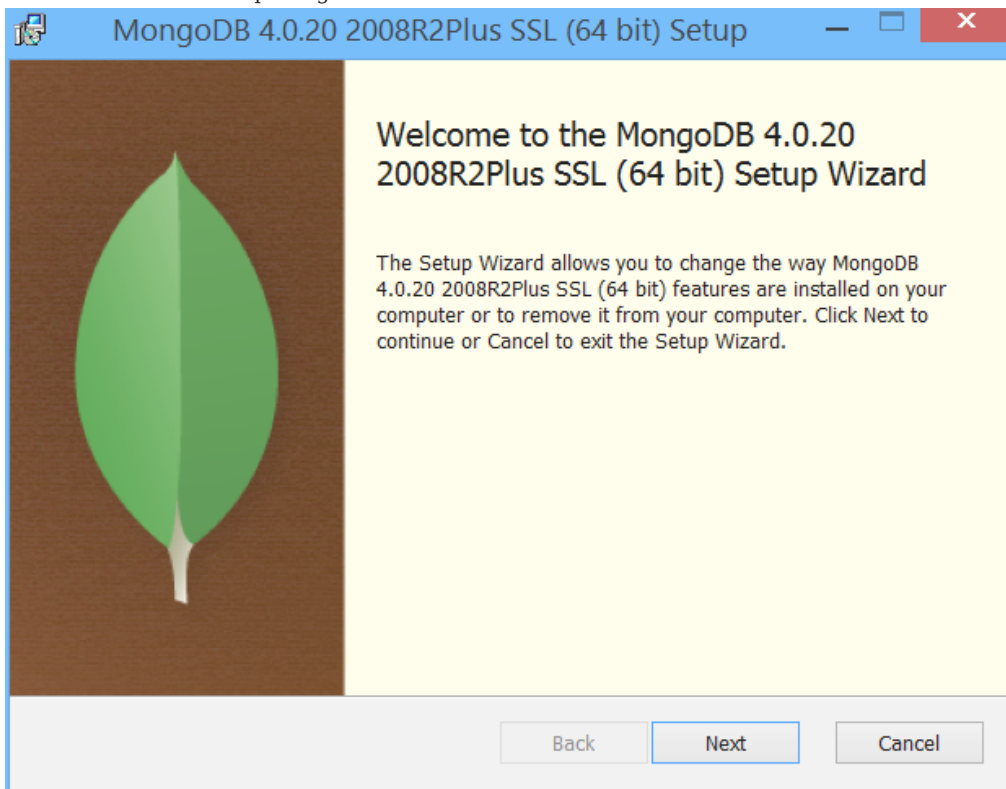 MongoDB 4.0.20 2008R2Plus SSL (64 bit) Setup
Welcome to the MongoDB 4.0.20
2008R2Plus SSL (64 bit) Setup Wizard
The Setup Wizard allows you to change the way MongoDB
4.0.20 2008R2Plus SSL (64 bit) features are installed on your
computer or to remove it from your computer. Click Next to
continue or Cancel to exit the Setup Wizard.
Back Next Cancel